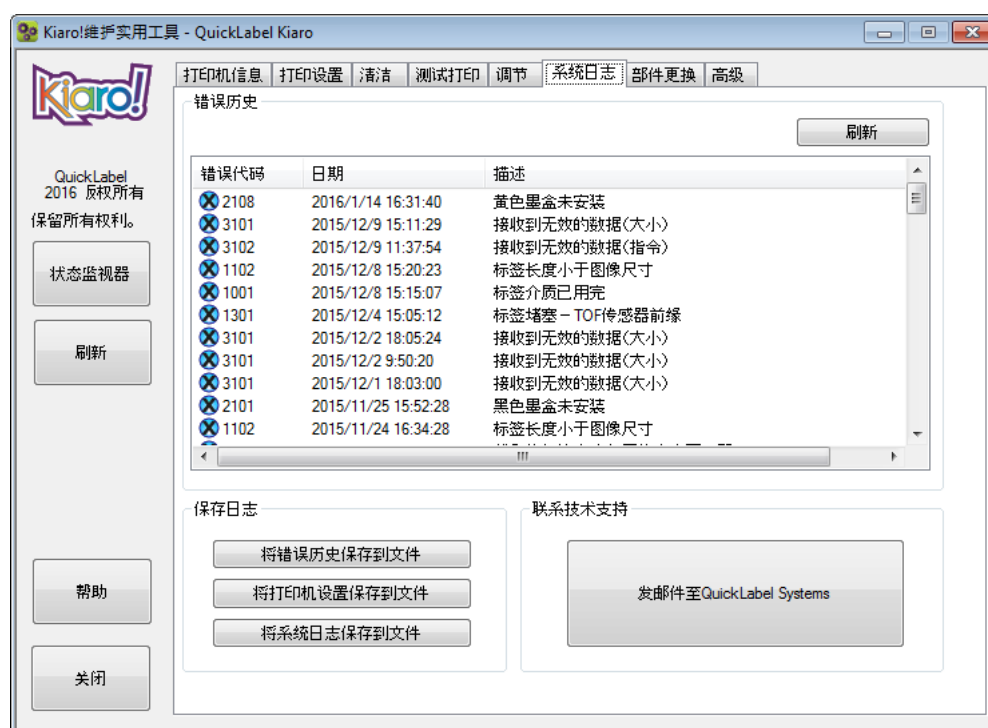 Kiaro!维护实用工具 - QuickLabel Kiaro
Kiaro!
打印机信息 打印设置 清洁 测试打印 调节 系统日志 部件更换 高级
错误历史
刷新
错误代码 日期 描述
2108 2016/1/14 16:31:40 黄色墨盒未安装
3101 2015/12/9 15:11:29 接收到无效的数据(大小)
3102 2015/12/9 11:37:54 接收到无效的数据(指令)
1102 2015/12/8 15:20:23 标签长度小于图像尺寸
1001 2015/12/8 15:15:07 标签介质已用完
1301 2015/12/4 15:05:12 标签堵塞－TOF传感器前缘
3101 2015/12/2 18:05:24 接收到无效的数据(大小)
3101 2015/12/2 9:50:20 接收到无效的数据(大小)
3101 2015/12/1 18:03:00 接收到无效的数据(大小)
2101 2015/11/25 15:52:28 黑色墨盒未安装
1102 2015/11/24 16:34:28 标签长度小于图像尺寸
QuickLabel
2016 版权所有
保留所有权利。
状态监视器
刷新
帮助
关闭
保存日志
将错误历史保存到文件
将打印机设置保存到文件
将系统日志保存到文件
联系技术支持
发邮件至QuickLabel Systems